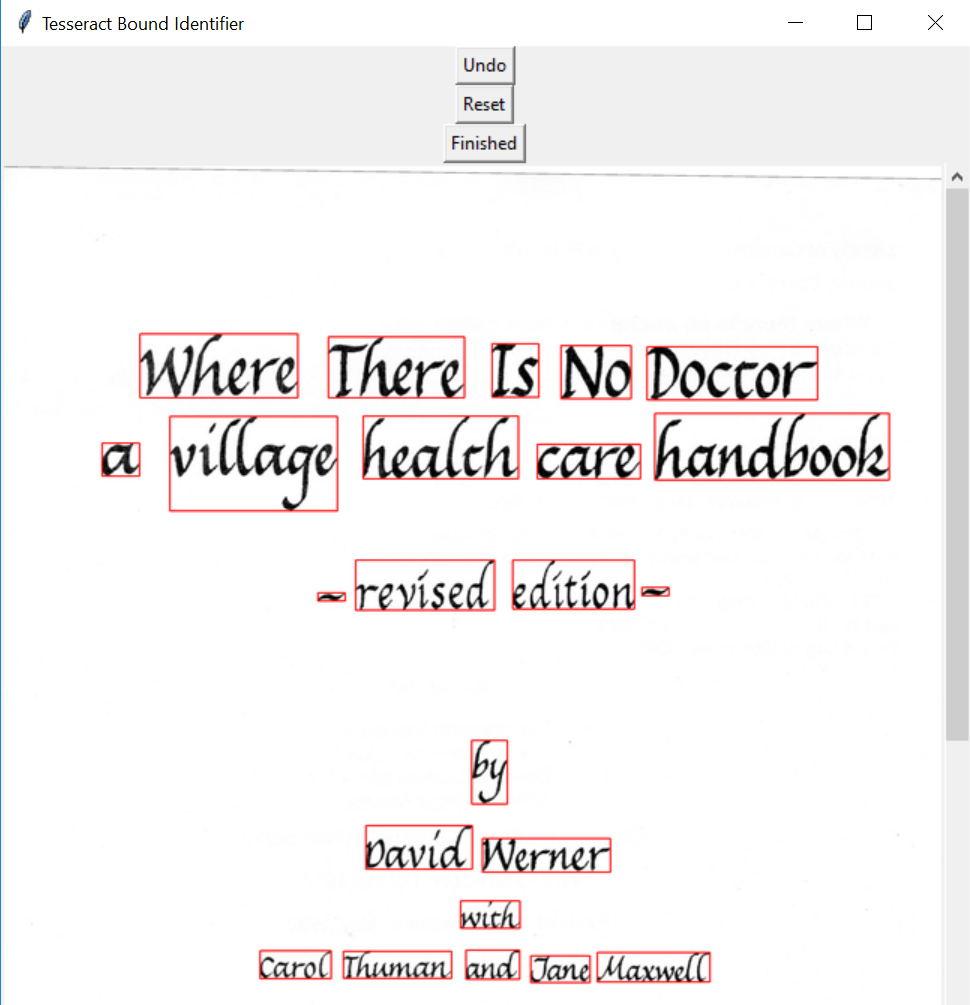 Tesseract Bound Identifier
Undo
Reset
Finished
Where There Is No Doctor
a village health care handbook
~ revised edition ~
by
David Werner
with
Carol Thuman and Jane Maxwell